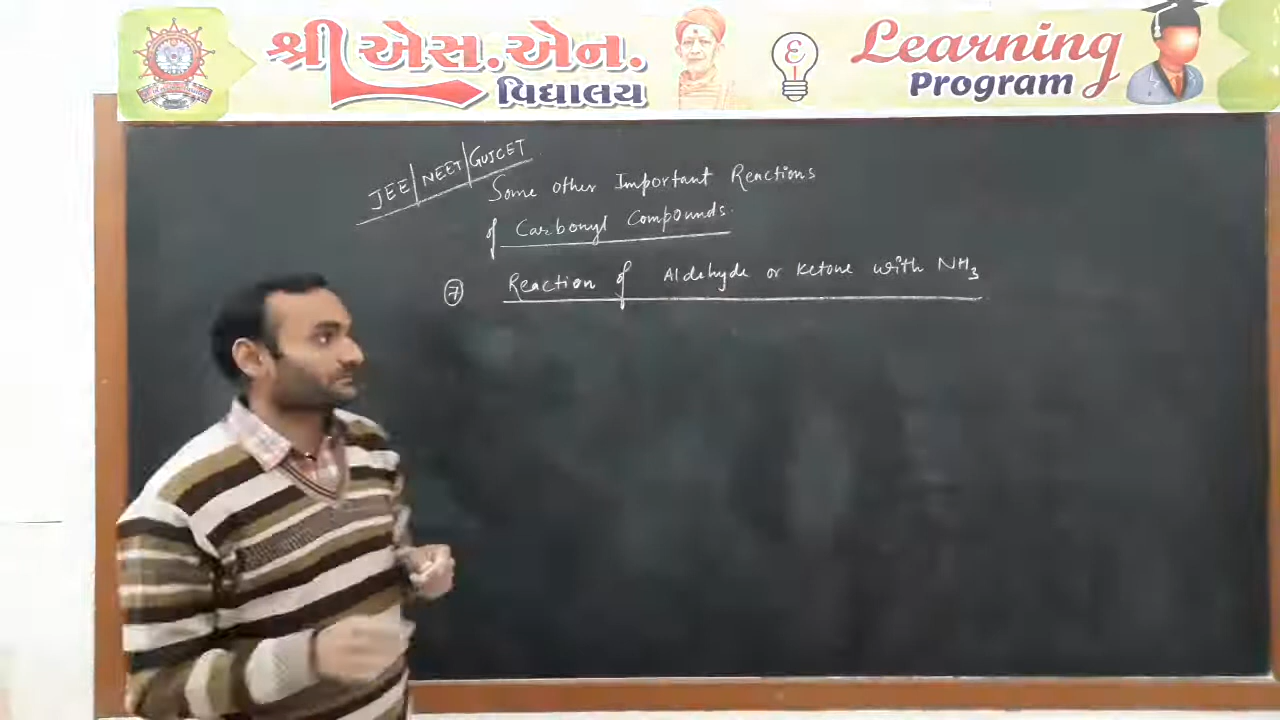 શ્રી એસ.એન.
વિદ્યાલય
Learning
Program
JEE|NEET|GUJCET
Some other Important Reactions
of Carbonyl Compounds.
7 Reaction of Aldehyde or Ketone with NH3